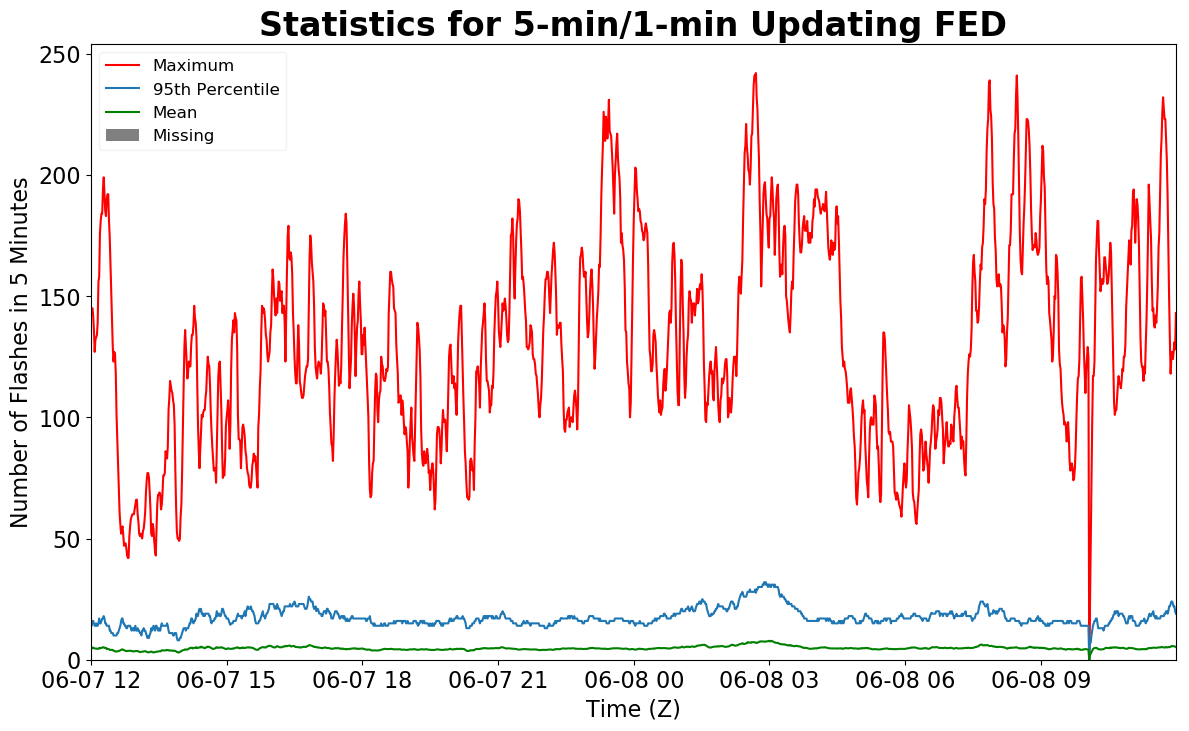 Statistics for 5-min/1-min Updating FED
Number of Flashes in 5 Minutes
250
200
150
100
50
0
Maximum
95th Percentile
Mean
Missing
06-07 12
06-07 15
06-07 18
06-07 21
06-08 00
06-08 03
06-08 06
06-08 09
Time (Z)